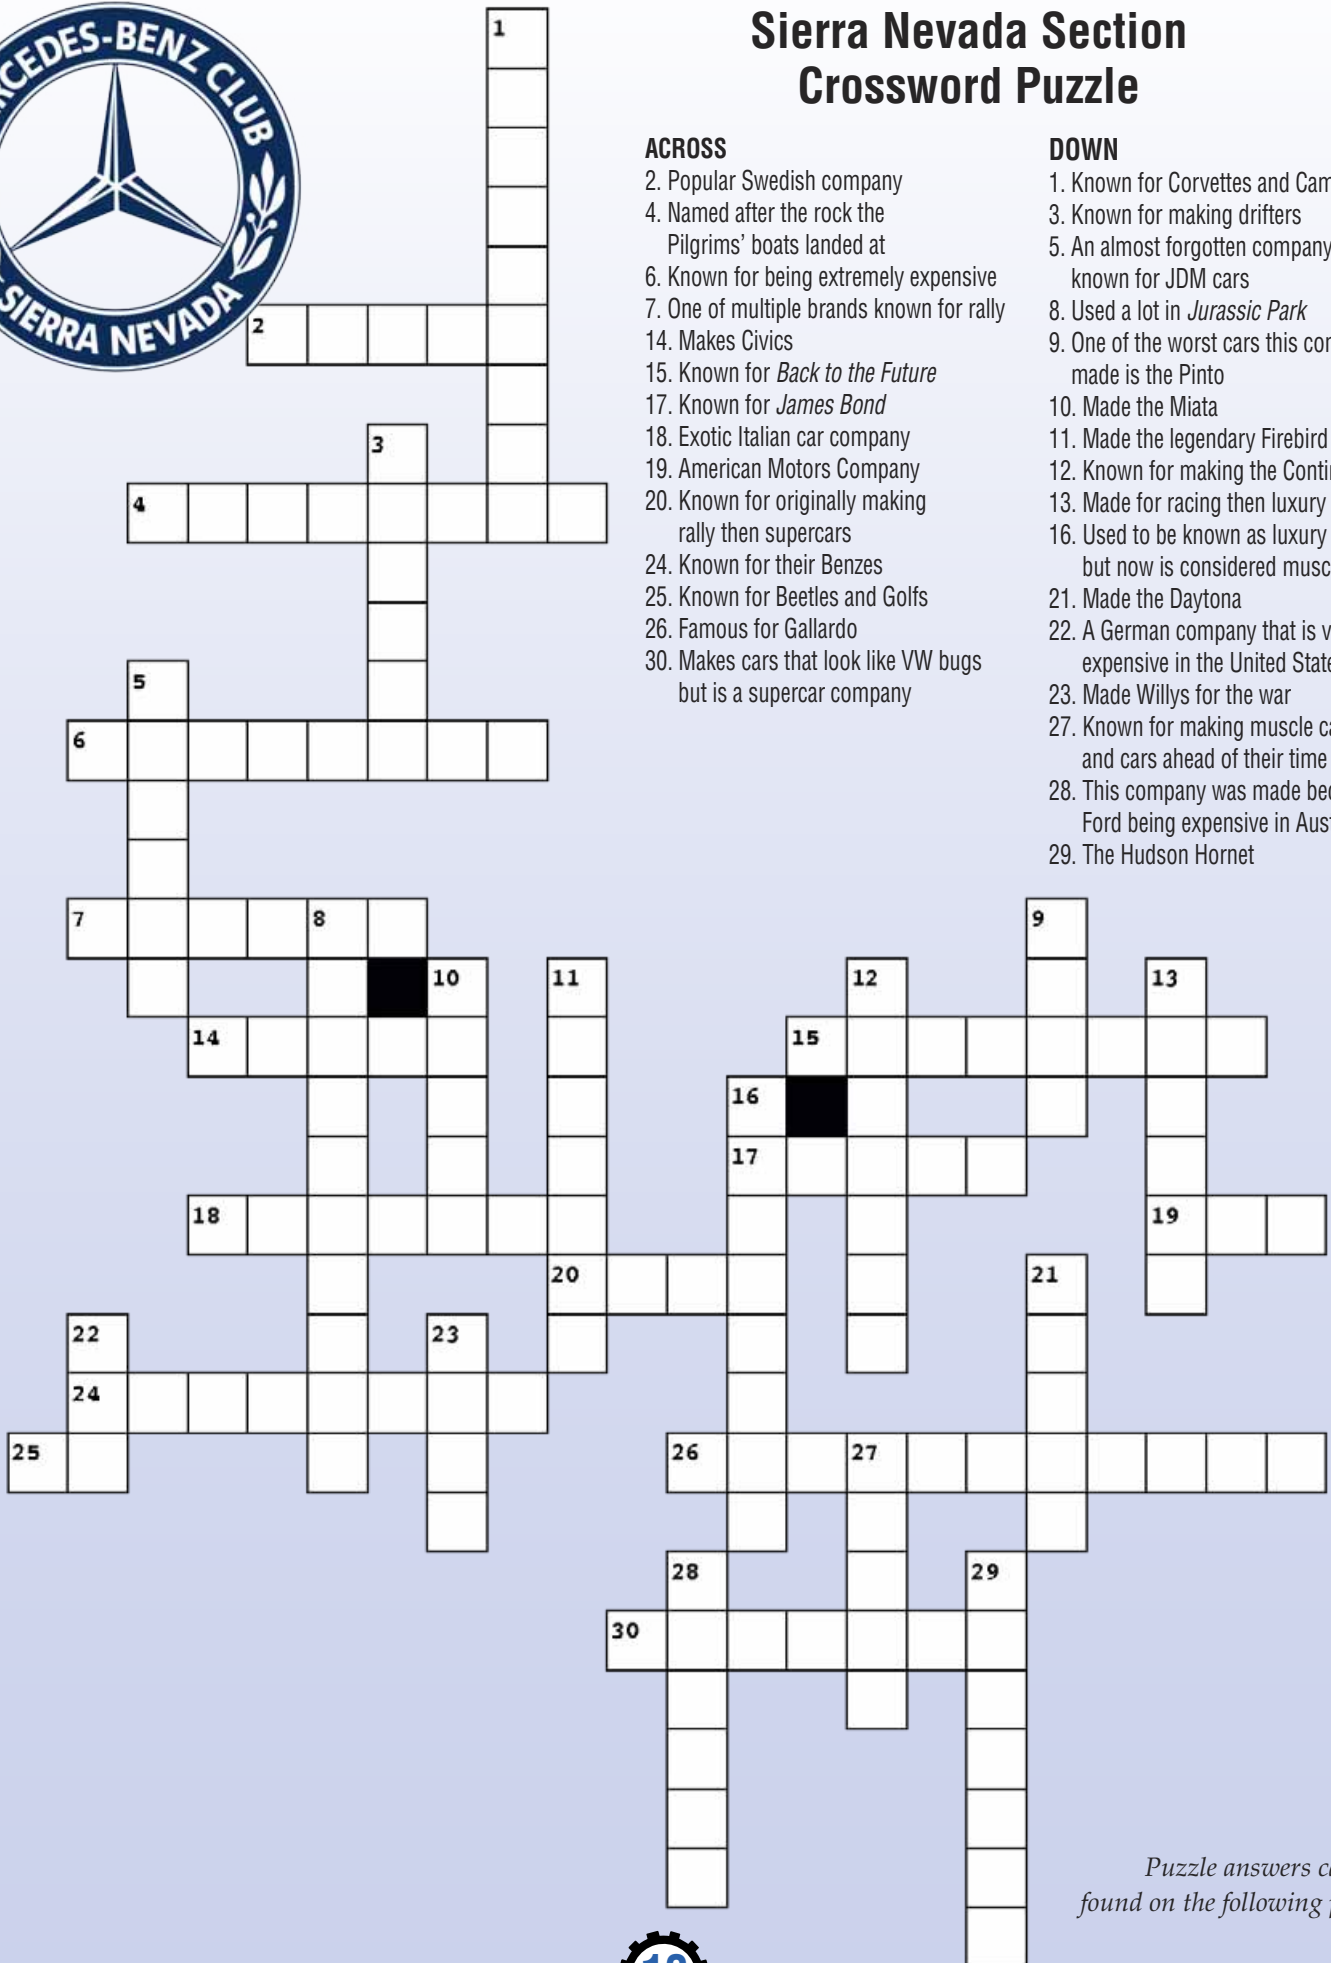 Sierra Nevada Section
Crossword Puzzle
RCEDES-BENZ CLUB
SIERRA NEVADA
ACROSS
2. Popular Swedish company
4. Named after the rock the
Pilgrims’ boats landed at
6. Known for being extremely expensive
7. One of multiple brands known for rally
14. Makes Civics
15. Known for Back to the Future
17. Known for James Bond
18. Exotic Italian car company
19. American Motors Company
20. Known for originally making
rally then supercars
24. Known for their Benzes
25. Known for Beetles and Golfs
26. Famous for Gallardo
30. Makes cars that look like VW bugs
but is a supercar company
DOWN
1. Known for Corvettes and Cam
3. Known for making drifters
5. An almost forgotten company
known for JDM cars
8. Used a lot in Jurassic Park
9. One of the worst cars this con
made is the Pinto
10. Made the Miata
11. Made the legendary Firebird
12. Known for making the Conti
13. Made for racing then luxury
16. Used to be known as luxury
but now is considered musc
21. Made the Daytona
22. A German company that is v
expensive in the United State
23. Made Willys for the war
27. Known for making muscle ca
and cars ahead of their time
28. This company was made bec
Ford being expensive in Aust
29. The Hudson Hornet
1
2
3
4
5
6
7 8 9
10 11 12 13
14 15
16
17
18 19
20 21
22 23
24
25 26 27
28 29
30
Puzzle answers ca
found on the following p